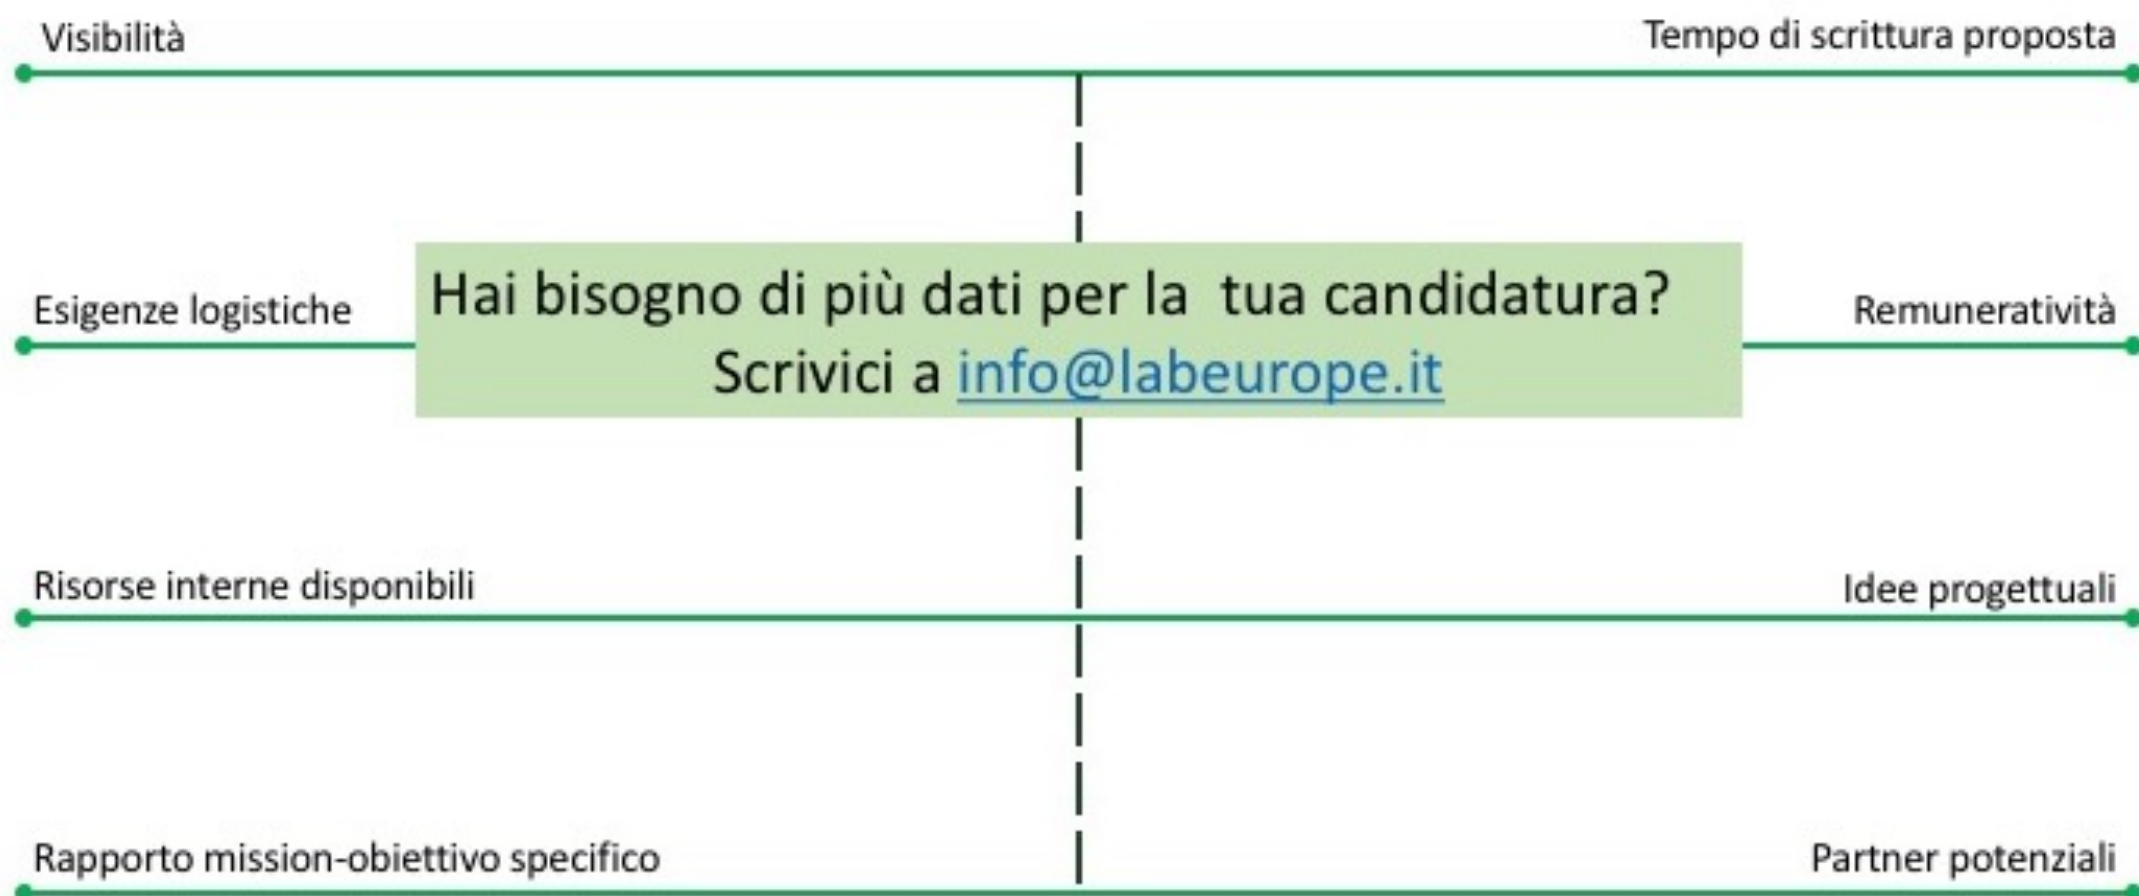 Visibilità
Tempo di scrittura proposta
Esigenze logistiche
Hai bisogno di più dati per la tua candidatura?
Scrivici a info@labeurope.it
Remuneratività
Risorse interne disponibili
Idee progettuali
Rapporto mission-obiettivo specifico
Partner potenziali